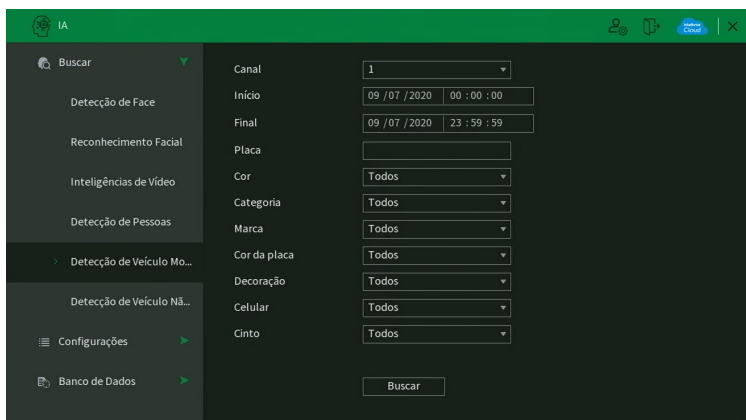 IA
intelbras
Cloud
Buscar
Detecção de Face
Reconhecimento Facial
Inteligências de Vídeo
Detecção de Pessoas
Detecção de Veículo Mo...
Detecção de Veículo Nã...
Configurações
Banco de Dados
Canal 1
Início 09 /07 /2020 00 :00 :00
Final 09 /07 /2020 23 :59 :59
Placa
Cor Todos
Categoria Todos
Marca Todos
Cor da placa Todos
Decoração Todos
Celular Todos
Cinto Todos
Buscar